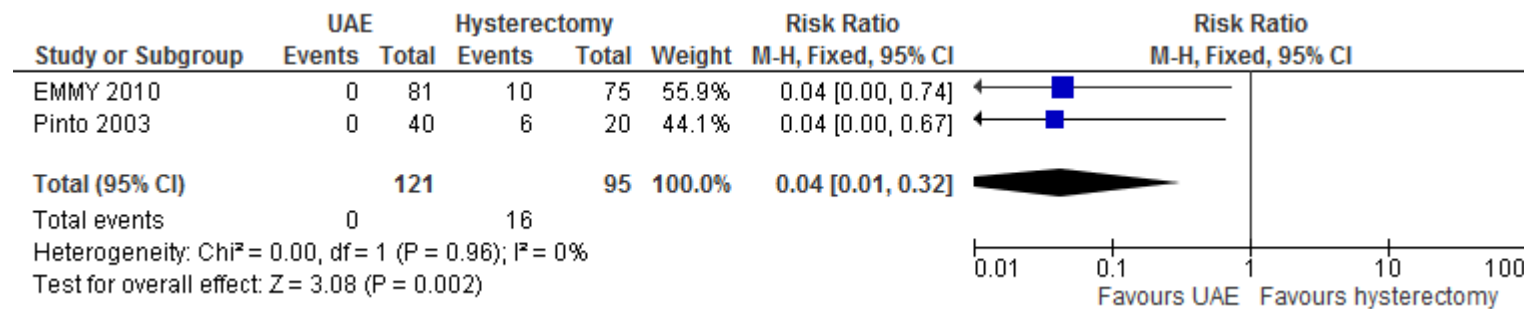 UAE Hysterectomy Risk Ratio Risk Ratio
Study or Subgroup Events Total Events Total Weight M-H, Fixed, 95% CI M-H, Fixed, 95% CI
EMMY 2010 0 81 10 75 55.9% 0.04 [0.00, 0.74]
Pinto 2003 0 40 6 20 44.1% 0.04 [0.00, 0.67]
Total (95% CI) 121 95 100.0% 0.04 [0.01, 0.32]
Total events 0 16
Heterogeneity: Chi² = 0.00, df = 1 (P = 0.96); I² = 0%
Test for overall effect: Z = 3.08 (P = 0.002)
0.01 0.1 1 10 100
Favours UAE Favours hysterectomy